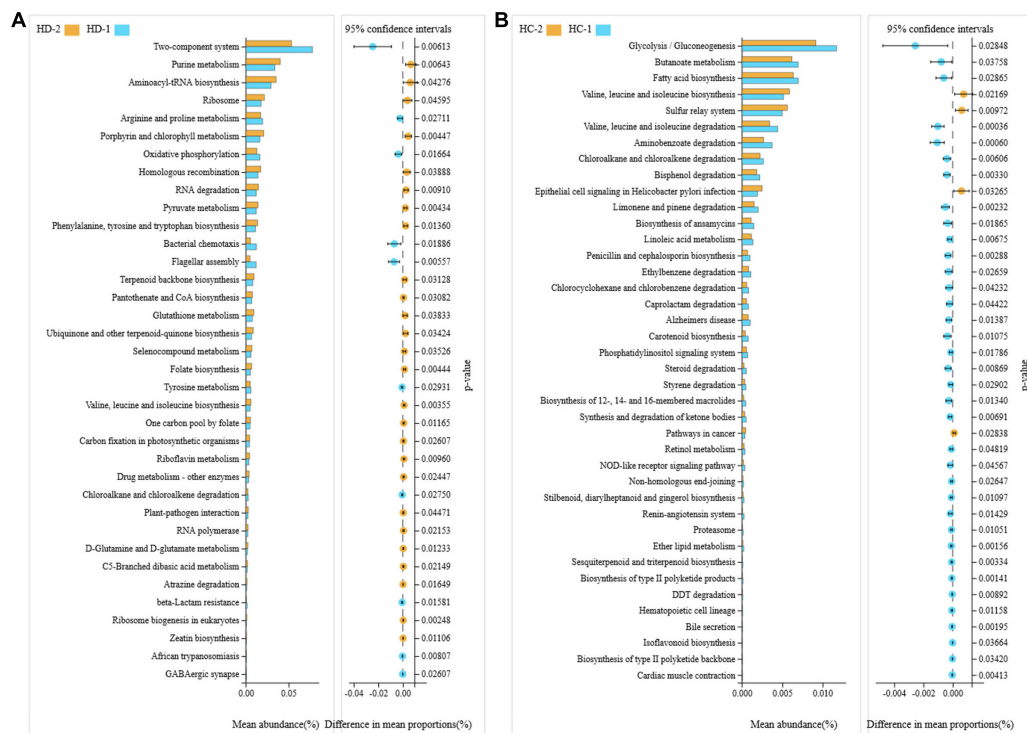 A
HD-2 HD-1
95% confidence intervals
Two-component system 0.00613
Purine metabolism 0.00643
Aminoacyl-tRNA biosynthesis 0.04276
Ribosome 0.04595
Arginine and proline metabolism 0.02711
Porphyrin and chlorophyll metabolism 0.00447
Oxidative phosphorylation 0.01664
Homologous recombination 0.03888
RNA degradation 0.00910
Pyruvate metabolism 0.00434
Phenylalanine, tyrosine and tryptophan biosynthesis 0.01360
Bacterial chemotaxis 0.01886
Flagellar assembly 0.00557
Terpenoid backbone biosynthesis 0.03128
Pantothenate and CoA biosynthesis 0.03082
Glutathione metabolism 0.03833
Ubiquinone and other terpenoid-quinone biosynthesis 0.03424
Selenocompound metabolism 0.03526
Folate biosynthesis 0.00444
Tyrosine metabolism 0.02931
Valine, leucine and isoleucine biosynthesis 0.00355
One carbon pool by folate 0.01165
Carbon fixation in photosynthetic organisms 0.02607
Riboflavin metabolism 0.00960
Drug metabolism - other enzymes 0.02447
Chloroalkane and chloroalkene degradation 0.02750
Plant-pathogen interaction 0.04471
RNA polymerase 0.02153
D-Glutamine and D-glutamate metabolism 0.01233
C5-Branched dibasic acid metabolism 0.02149
Atrazine degradation 0.01649
beta-Lactam resistance 0.01581
Ribosome biogenesis in eukaryotes 0.00248
Zeatin biosynthesis 0.01106
African trypanosomiasis 0.00807
GABAergic synapse 0.02607
p-value
0.00 0.05
-0.04 -0.02 0.00
Mean abundance(%) Difference in mean proportions(%)
B
HC-2 HC-1
95% confidence intervals
Glycolysis / Gluconeogenesis 0.02848
Butanoate metabolism 0.03758
Fatty acid biosynthesis 0.02865
Valine, leucine and isoleucine biosynthesis 0.02169
Sulfur relay system 0.00972
Valine, leucine and isoleucine degradation 0.00036
Aminobenzoate degradation 0.00060
Chloroalkane and chloroalkene degradation 0.00606
Bisphenol degradation 0.00330
Epithelial cell signaling in Helicobacter pylori infection 0.03265
Limonene and pinene degradation 0.00232
Biosynthesis of ansamycins 0.01865
Linoleic acid metabolism 0.00675
Penicillin and cephalosporin biosynthesis 0.00288
Ethylbenzene degradation 0.02659
Chlorocyclohexane and chlorobenzene degradation 0.04232
Caprolactam degradation 0.04422
Alzheimers disease 0.01387
Carotenoid biosynthesis 0.01075
Phosphatidylinositol signaling system 0.01786
Steroid degradation 0.00869
Styrene degradation 0.02902
Biosynthesis of 12-, 14- and 16-membered macrolides 0.01340
Synthesis and degradation of ketone bodies 0.00691
Pathways in cancer 0.02838
Retinol metabolism 0.04819
NOD-like receptor signaling pathway 0.04567
Non-homologous end-joining 0.02647
Stilbenoid, diarylheptanoid and gingerol biosynthesis 0.01097
Renin-angiotensin system 0.01429
Proteasome 0.01051
Ether lipid metabolism 0.00156
Sesquiterpenoid and triterpenoid biosynthesis 0.00334
Biosynthesis of type II polyketide products 0.00141
DDT degradation 0.00892
Hematopoietic cell lineage 0.01158
Bile secretion 0.00195
Isoflavonoid biosynthesis 0.03664
Biosynthesis of type II polyketide backbone 0.03420
Cardiac muscle contraction 0.00413
p-value
0.000 0.005 0.010
-0.004 -0.002 0.000
Mean abundance(%) Difference in mean proportions(%)